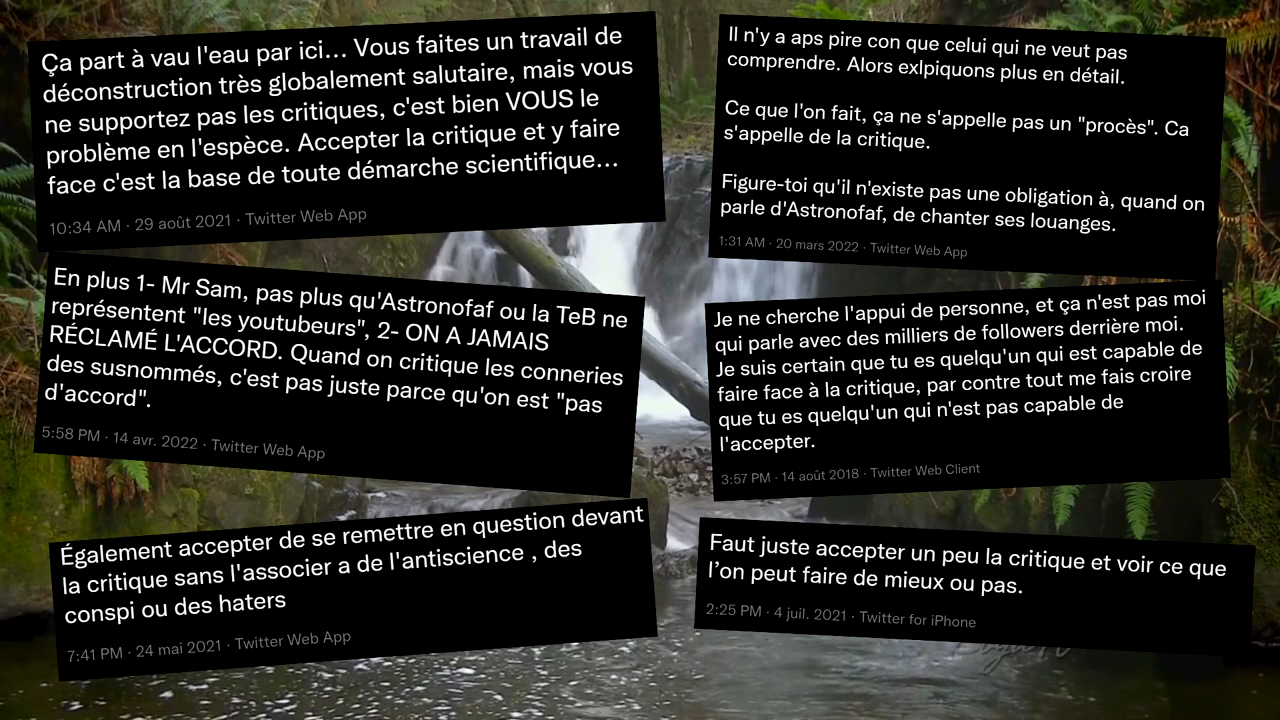 Ça part à vau l'eau par ici... Vous faites un travail de
déconstruction très globalement salutaire, mais vous
ne supportez pas les critiques, c'est bien VOUS le
problème en l'espèce. Accepter la critique et y faire
face c'est la base de toute démarche scientifique...
10:34 AM · 29 août 2021 · Twitter Web App
En plus 1- Mr Sam, pas plus qu'Astronofaf ou la TeB ne
représentent "les youtubeurs", 2- ON A JAMAIS
RÉCLAMÉ L'ACCORD. Quand on critique les conneries
des susnommés, c'est pas juste parce qu'on est "pas
d'accord".
5:58 PM · 14 avr. 2022 · Twitter Web App
Également accepter de se remettre en question devant
la critique sans l'associer a de l'antiscience , des
conspi ou des haters
7:41 PM · 24 mai 2021 · Twitter Web App
Il n'y a aps pire con que celui qui ne veut pas
comprendre. Alors exlpiquons plus en détail.
Ce que l'on fait, ça ne s'appelle pas un "procès". Ca
s'appelle de la critique.
Figure-toi qu'il n'existe pas une obligation à, quand on
parle d'Astronofaf, de chanter ses louanges.
1:31 AM · 20 mars 2022 · Twitter Web App
Je ne cherche l'appui de personne, et ça n'est pas moi
qui parle avec des milliers de followers derrière moi.
Je suis certain que tu es quelqu'un qui est capable de
faire face à la critique, par contre tout me fais croire
que tu es quelqu'un qui n'est pas capable de
l'accepter.
3:57 PM · 14 août 2018 · Twitter Web Client
Faut juste accepter un peu la critique et voir ce que
l’on peut faire de mieux ou pas.
2:25 PM · 4 juil. 2021 · Twitter for iPhone